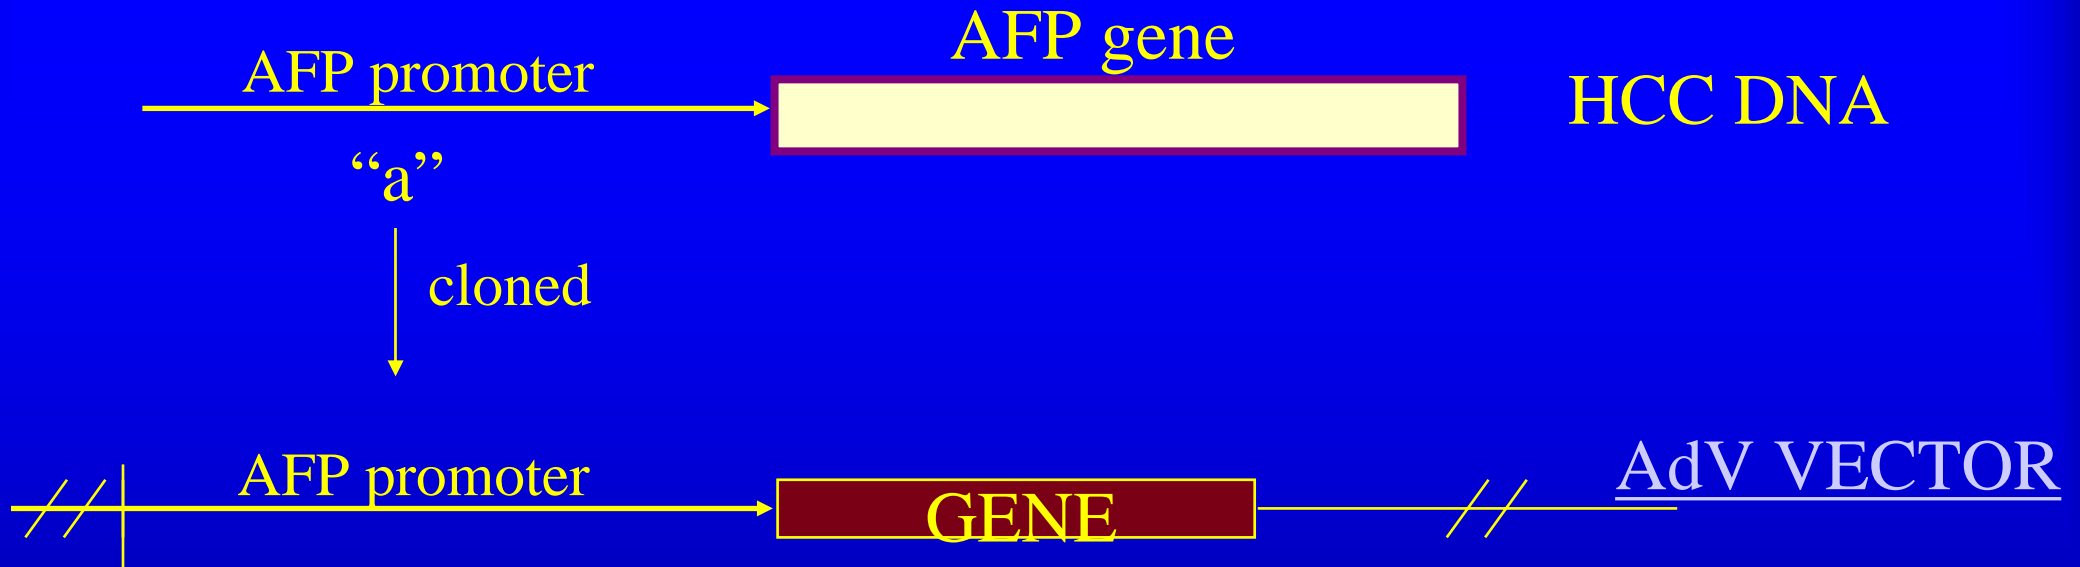 AFP gene
AFP promoter
HCC DNA
“a”
cloned
AFP promoter
GENE
AdV VECTOR